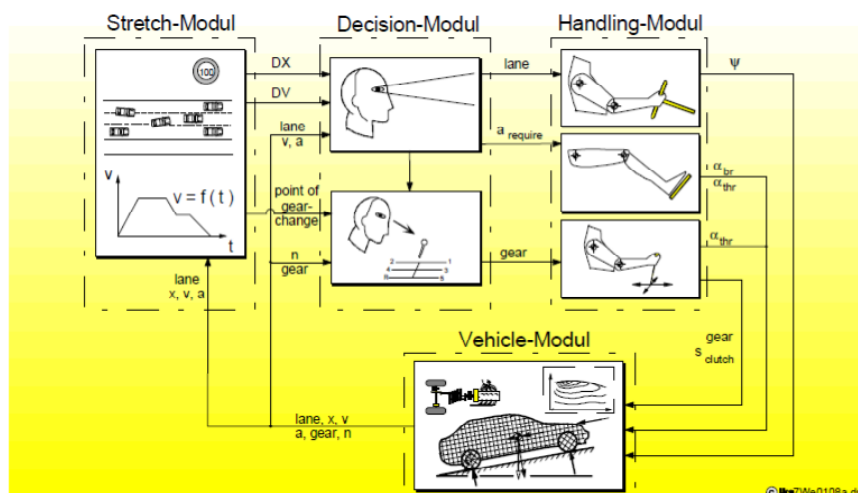 Stretch-Modul
Decision-Modul
Handling-Modul
100
DX
DV
lane
v, a
v
v = f ( t )
t
point of
gear-
change
n
gear
lane
x, v, a
lane
a require
gear
2 1
4 3
R 5
ψ
α br
α thr
α thr
gear
s clutch
Vehicle-Modul
lane, x, v
a, gear, n